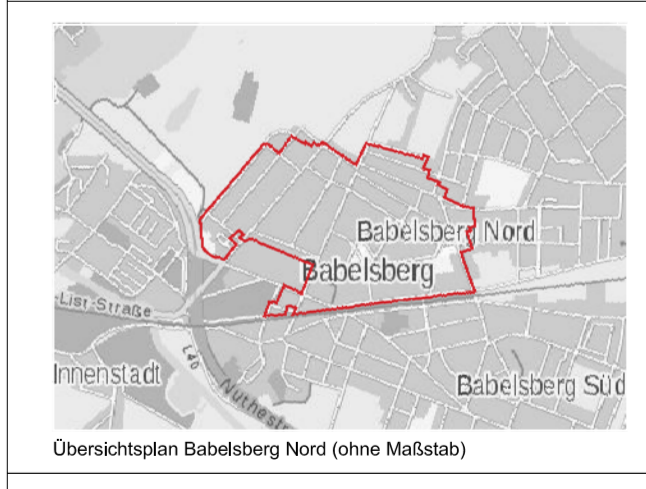 Babelsberg Nord
Babelsberg
-List-Straße
L40
Innenstadt
Nuthestr
Babelsberg Süd
Übersichtsplan Babelsberg Nord (ohne Maßstab)